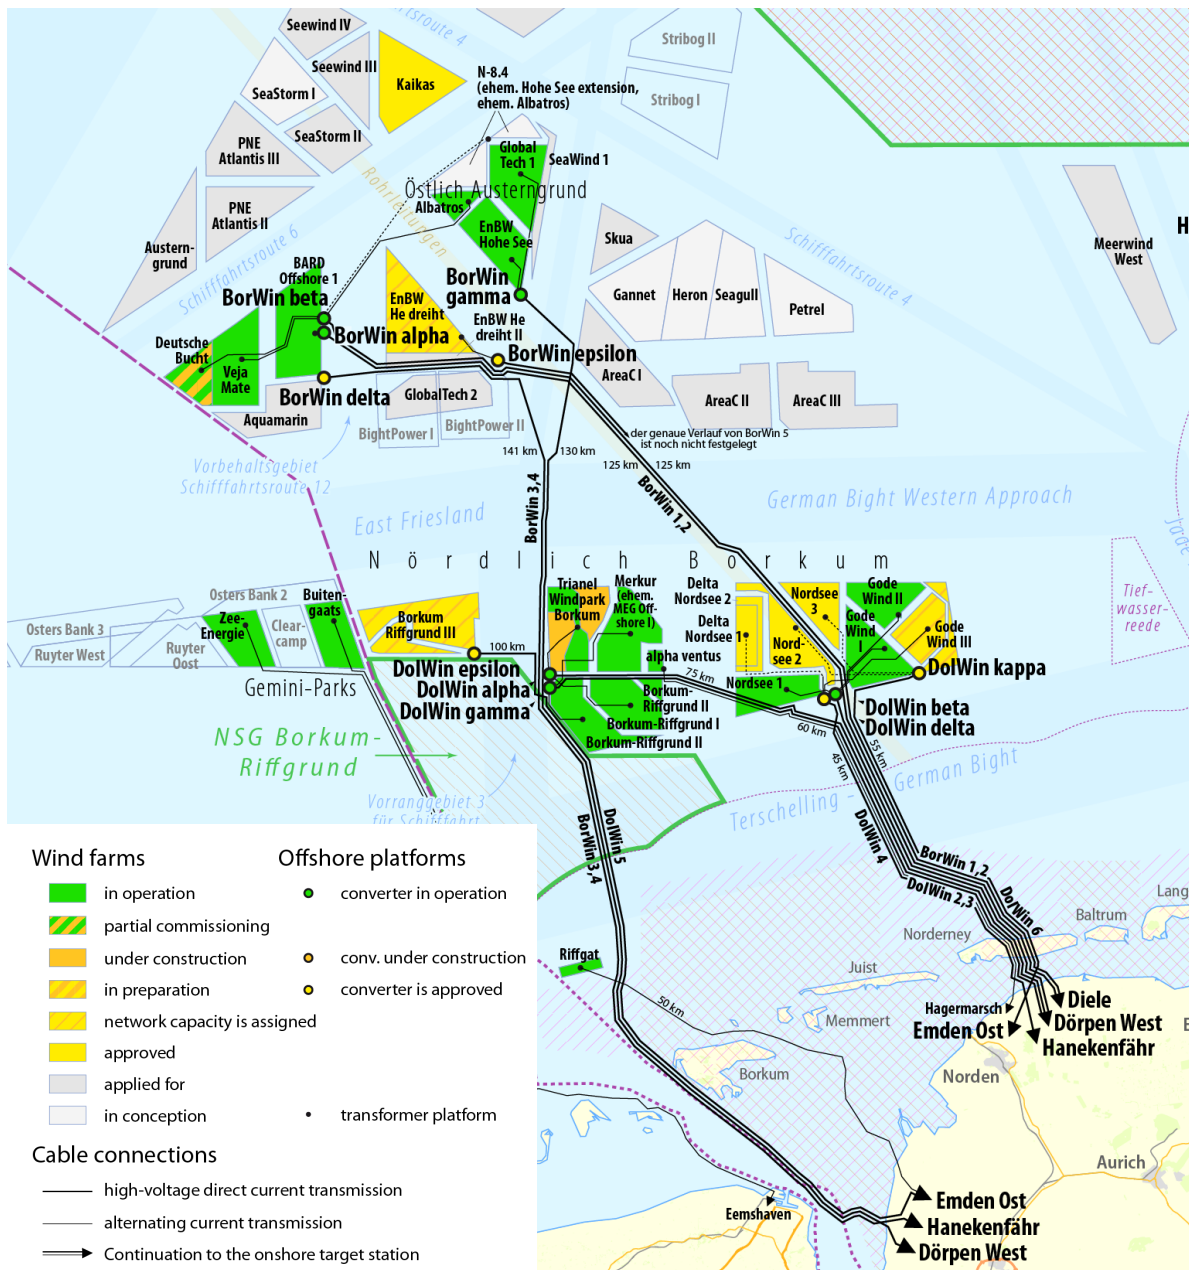 Seewind IV
fahrtsroute 4
Stribog II
Seewind III
Kaikas
N-8.4
(ehem. Hohe See extension,
ehem. Albatros)
SeaStorm I
Stribog I
SeaStorm II
PNE
Atlantis III
Global
Tech 1
SeaWind 1
Rohrleitungen
Östlich Austerngrund
Albatros
PNE
Atlantis II
EnBW
Hohe See
Skua
Schifffahrtsroute 4
H
Meerwind
West
Austern-
grund
Schifffahrtsroute 6
BARD
Offshore 1
BorWin beta
BorWin
gamma
EnBW
He dreiht
Gannet
Heron
Seagull
Petrel
EnBW He
dreiht II
Deutsche
Bucht
BorWin alpha
BorWin epsilon
Veja
Mate
AreaC I
BorWin delta
GlobalTech 2
AreaC II
AreaC III
Aquamarin
BightPower I
BightPower II
der genaue Verlauf von BorWin 5
ist noch nicht festgelegt
141 km
130 km
125 km
125 km
Vorbehaltsgebiet
Schifffahrtsroute 12
BorWin 3,4
BorWin 1,2
German Bight Western Approach
East Friesland
Jade
Nördlich Borkum
Osters Bank 2
Buiten-
gaats
Trianel
Windpark
Borkum
Merkur
(ehem.
MEG Off-
shore I)
Delta
Nordsee 2
Nordsee
3
Gode
Wind II
Tief-
wasser-
reede
Zee-
Energie
Clear-
camp
Osters Bank 3
Ruyter West
Ruyter
Oost
Borkum
Riffgrund III
Delta
Nordsee 1
Nord-
see 2
Gode
Wind
I
Gode
Wind III
100 km
alpha ventus
DolWin epsilon
75 km
DolWin kappa
Gemini-Parks
DolWin alpha
Nordsee 1
Borkum-
Riffgrund II
DolWin gamma
Borkum-Riffgrund I
DolWin beta
DolWin delta
60 km
Borkum-Riffgrund II
NSG Borkum-
Riffgrund
55 km
45 km
Terschelling - German Bight
Vorranggebiet 3
für Schifffahrt
DolWin 5
BorWin 3,4
DolWin 4
BorWin 1,2
DolWin 2,3
DolWin 6
Lang
Baltrum
Norderney
Riffgat
Juist
50 km
Memmert
Hagermarsch
Emden Ost
Diele
Dörpen West
Hanekenfähr
E
Borkum
Norden
Aurich
Emden Ost
Eemshaven
Hanekenfähr
Dörpen West
Wind farms
in operation
partial commissioning
under construction
in preparation
network capacity is assigned
approved
applied for
in conception
Offshore platforms
converter in operation
conv. under construction
converter is approved
transformer platform
Cable connections
high-voltage direct current transmission
alternating current transmission
Continuation to the onshore target station